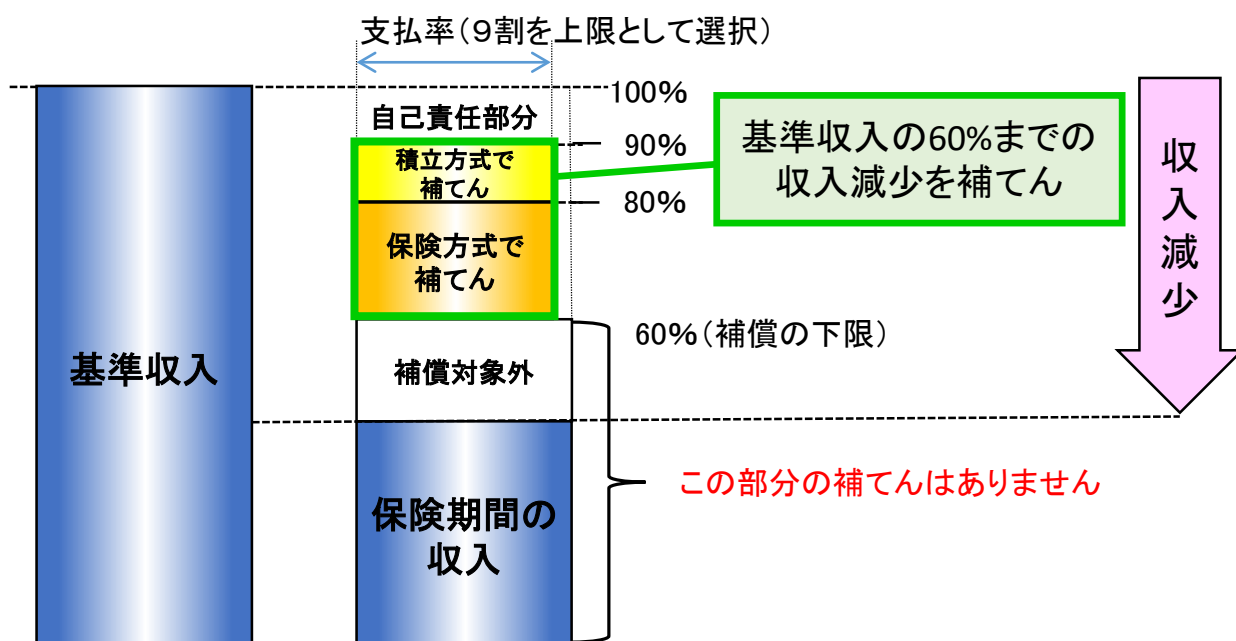 支払率（９割を上限として選択）
100%
自己責任部分
90%
積立方式で
補てん
80%
基準収入の60%までの
収入減少を補てん
収入減少
保険方式で
補てん
60%（補償の下限）
基準収入
補償対象外
この部分の補てんはありません
保険期間の
収入